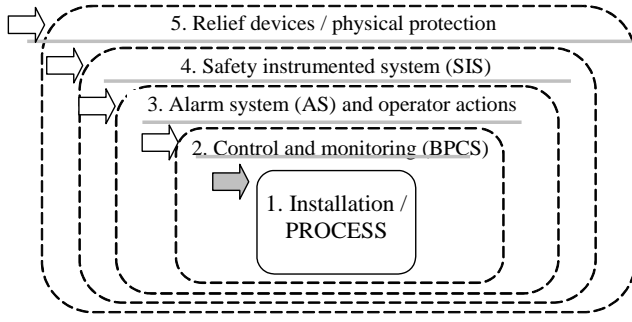 5. Relief devices / physical protection
4. Safety instrumented system (SIS)
3. Alarm system (AS) and operator actions
2. Control and monitoring (BPCS)
1. Installation /
PROCESS